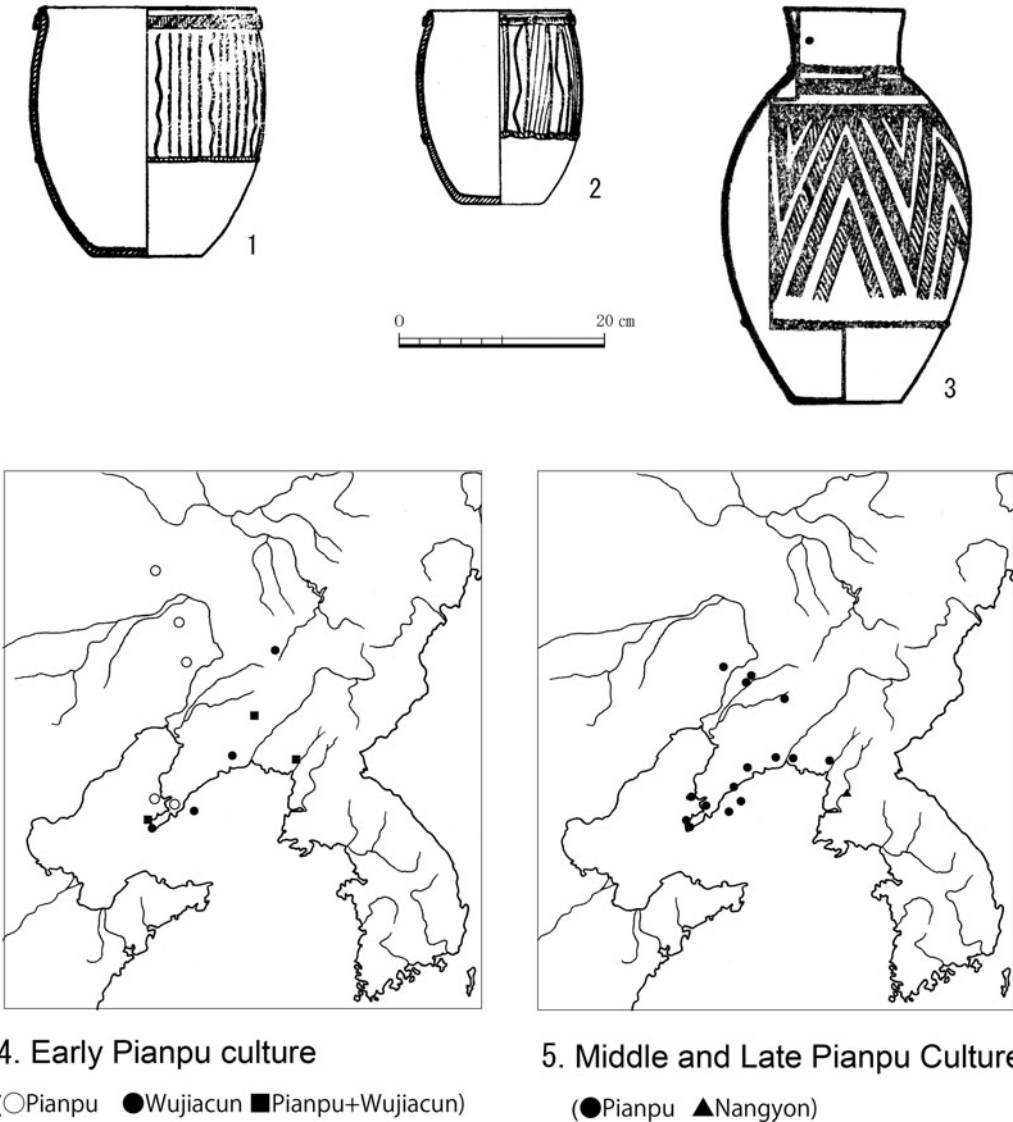 1
2
3
0 20 cm
4. Early Pianpu culture
(○Pianpu ●Wujiacun ■Pianpu+Wujiacun)
5. Middle and Late Pianpu Culture
(●Pianpu ▲Nangyon)